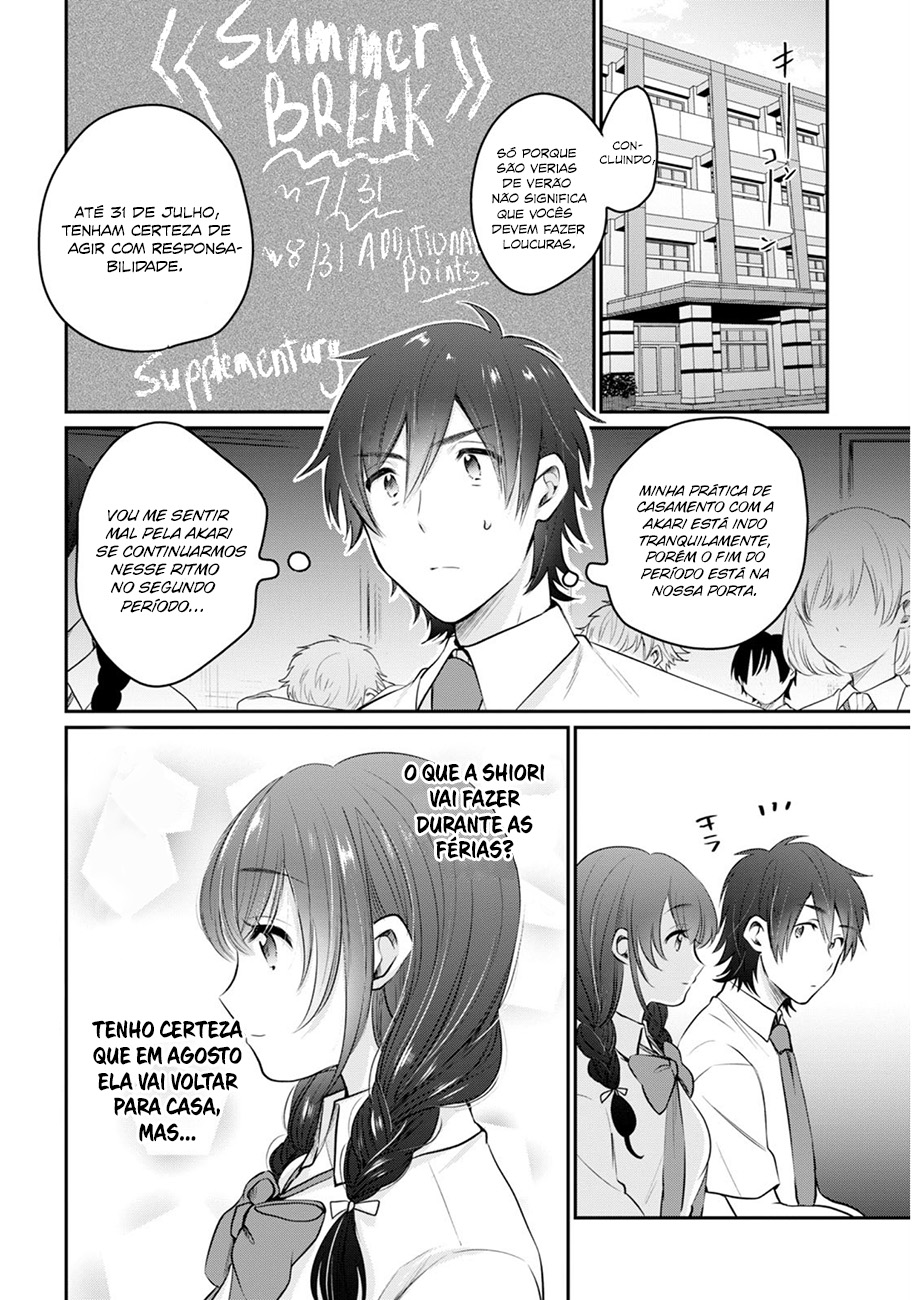 CON-
CLUINDO,
SÓ PORQUE
SÃO VERIAS
DE VERÃO
NÃO SIGNIFICA
QUE VOCÊS
DEVEM FAZER
LOUCURAS.
《Summer
BREAK》
~7/31
~8/31 ADDITIONAL
Points
Supplementary
ATÉ 31 DE JULHO,
TENHAM CERTEZA DE
AGIR COM RESPONSA-
BILIDADE.
MINHA PRÁTICA DE
CASAMENTO COM A
AKARI ESTÁ INDO
TRANQUILAMENTE,
PORÉM O FIM DO
PERÍODO ESTÁ NA
NOSSA PORTA.
VOU ME SENTIR
MAL PELA AKARI
SE CONTINUARMOS
NESSE RITMO
NO SEGUNDO
PERÍODO...
チラ
O QUE A SHIORI
VAI FAZER
DURANTE AS
FÉRIAS?
TENHO CERTEZA
QUE EM AGOSTO
ELA VAI VOLTAR
PARA CASA,
MAS...